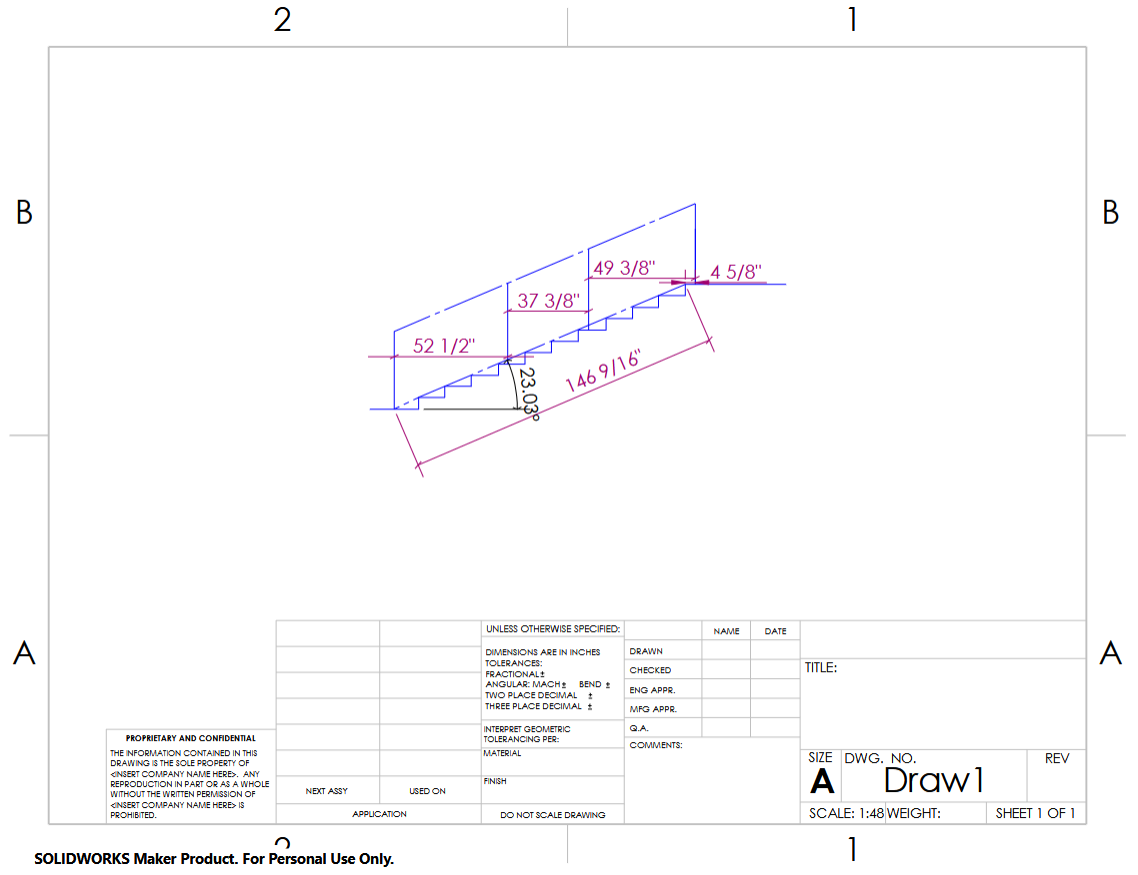 2 1
B B
49 3/8" 4 5/8"
37 3/8"
52 1/2"
146 9/16"
23.03°
A A
UNLESS OTHERWISE SPECIFIED:
DIMENSIONS ARE IN INCHES
TOLERANCES:
FRACTIONAL±
ANGULAR: MACH± BEND ±
TWO PLACE DECIMAL ±
THREE PLACE DECIMAL ±
INTERPRET GEOMETRIC
TOLERANCING PER:
MATERIAL
FINISH
DO NOT SCALE DRAWING
NAME DATE
DRAWN
CHECKED
ENG APPR.
MFG APPR.
Q.A.
COMMENTS:
TITLE:
SIZE DWG. NO. REV
A Draw1
SCALE: 1:48 WEIGHT: SHEET 1 OF 1
PROPRIETARY AND CONFIDENTIAL
THE INFORMATION CONTAINED IN THIS
DRAWING IS THE SOLE PROPERTY OF
<INSERT COMPANY NAME HERE>. ANY
REPRODUCTION IN PART OR AS A WHOLE
WITHOUT THE WRITTEN PERMISSION OF
<INSERT COMPANY NAME HERE> IS
PROHIBITED.
NEXT ASSY USED ON
APPLICATION
2 1
SOLIDWORKS Maker Product. For Personal Use Only.